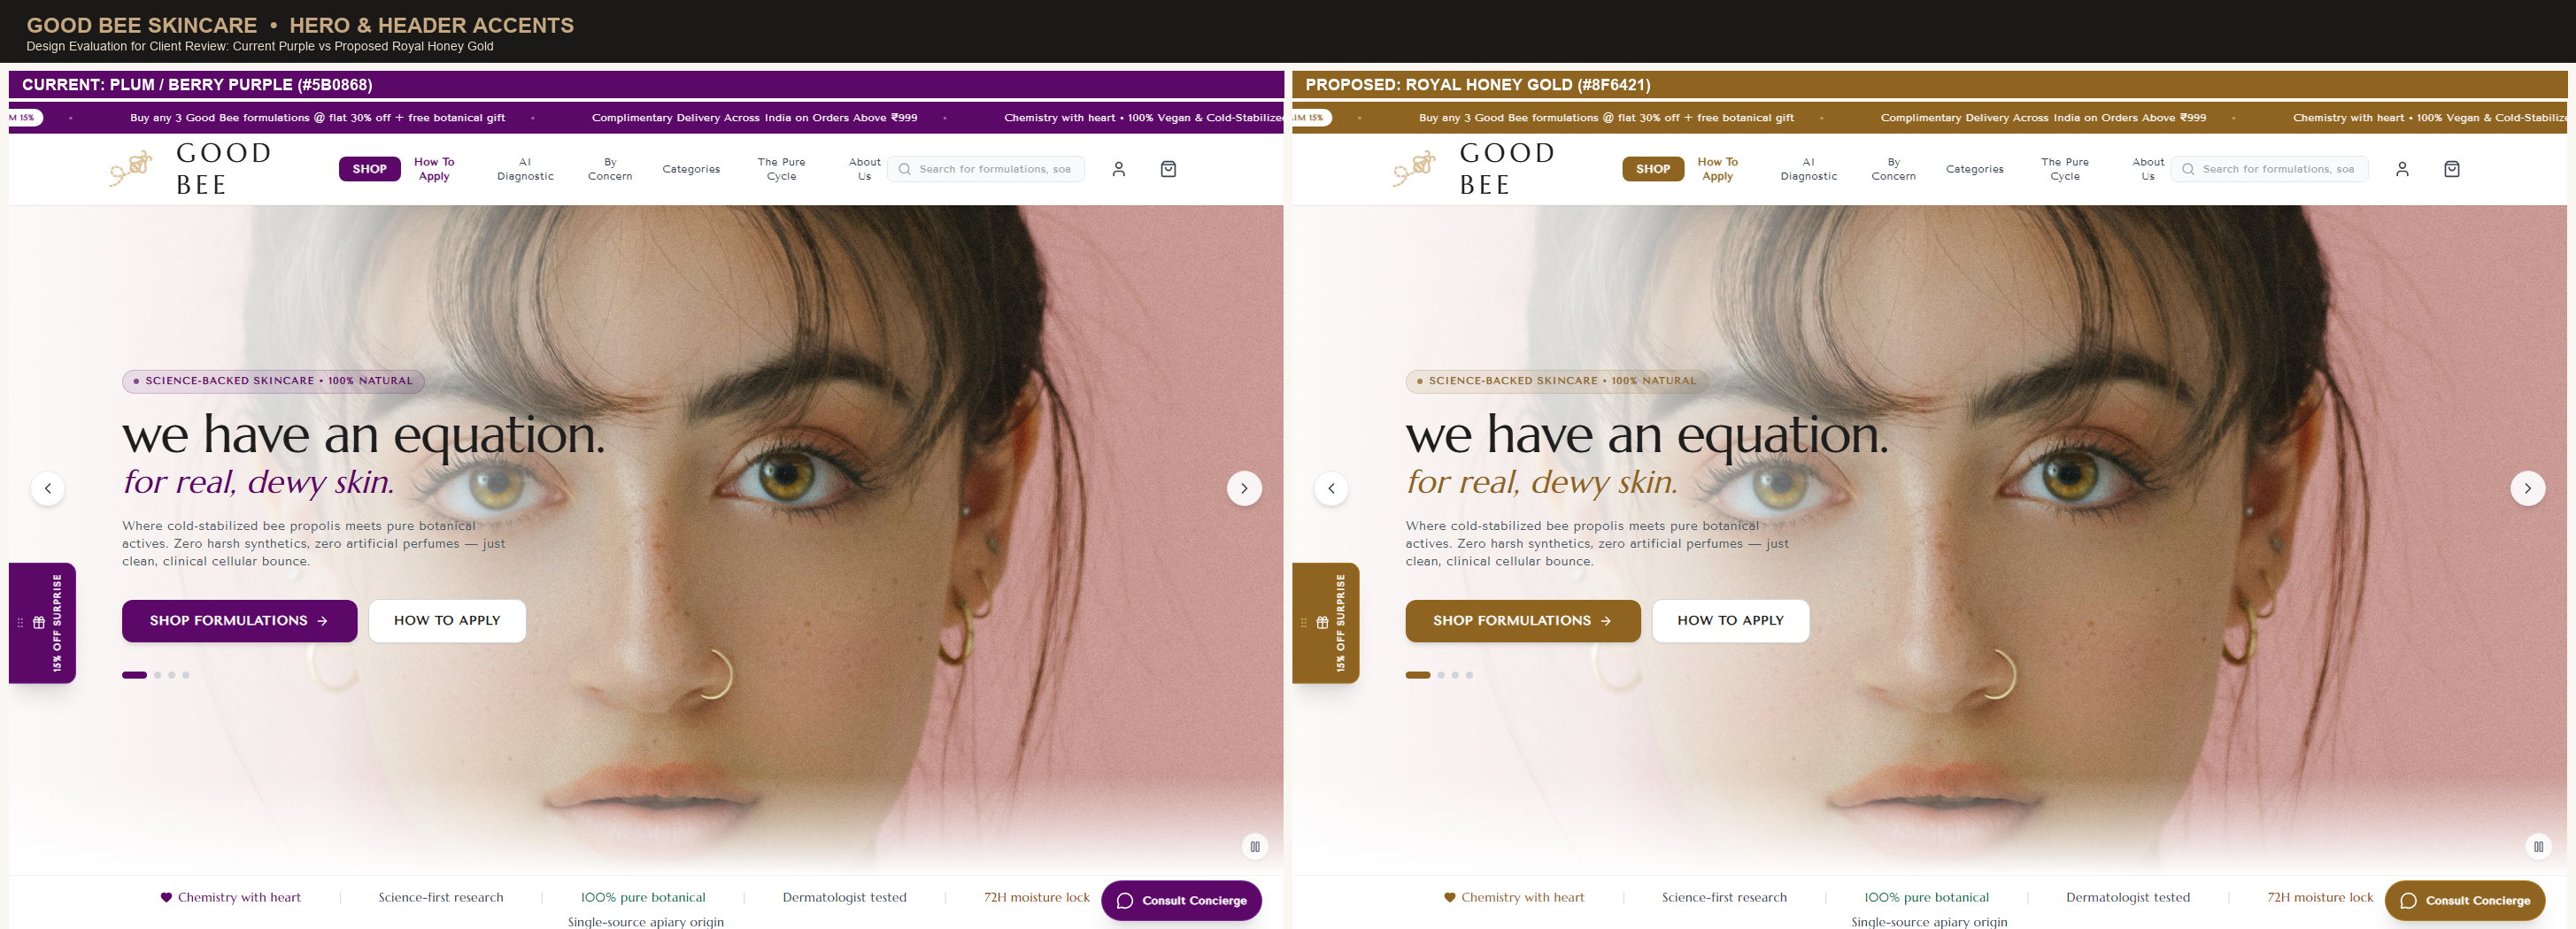 GOOD BEE SKINCARE • HERO & HEADER ACCENTS
Design Evaluation for Client Review: Current Purple vs Proposed Royal Honey Gold
CURRENT: PLUM / BERRY PURPLE (#5B0868)
M 15%
Buy any 3 Good Bee formulations @ flat 30% off + free botanical gift
Complimentary Delivery Across India on Orders Above ₹999
Chemistry with heart • 100% Vegan & Cold-Stabilize
GOOD
BEE
SHOP
How To
Apply
AI
Diagnostic
By
Concern
Categories
The Pure
Cycle
About
Us
Search for formulations, soa
SCIENCE-BACKED SKINCARE • 100% NATURAL
we have an equation.
for real, dewy skin.
Where cold-stabilized bee propolis meets pure botanical
actives. Zero harsh synthetics, zero artificial perfumes — just
clean, clinical cellular bounce.
15% OFF SURPRISE
SHOP FORMULATIONS →
HOW TO APPLY
Chemistry with heart
Science-first research
100% pure botanical
Dermatologist tested
72H moisture lock
Single-source apiary origin
Consult Concierge
PROPOSED: ROYAL HONEY GOLD (#8F6421)
IM 15%
Buy any 3 Good Bee formulations @ flat 30% off + free botanical gift
Complimentary Delivery Across India on Orders Above ₹999
Chemistry with heart • 100% Vegan & Cold-Stabilize
GOOD
BEE
SHOP
How To
Apply
AI
Diagnostic
By
Concern
Categories
The Pure
Cycle
About
Us
Search for formulations, soa
SCIENCE-BACKED SKINCARE • 100% NATURAL
we have an equation.
for real, dewy skin.
Where cold-stabilized bee propolis meets pure botanical
actives. Zero harsh synthetics, zero artificial perfumes — just
clean, clinical cellular bounce.
15% OFF SURPRISE
SHOP FORMULATIONS →
HOW TO APPLY
Chemistry with heart
Science-first research
100% pure botanical
Dermatologist tested
72H moisture lock
Single-source apiary origin
Consult Concierge